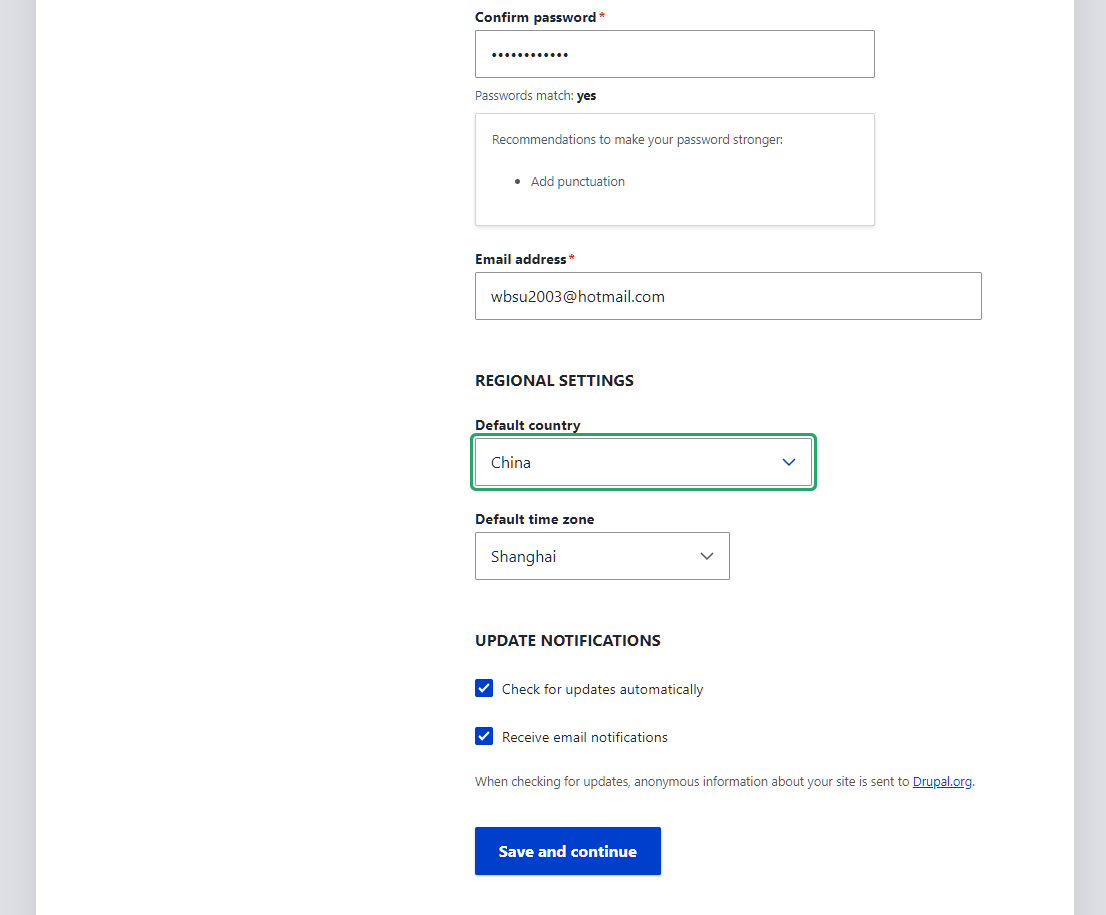 Confirm password*
••••••••••••
Passwords match: yes
Recommendations to make your password stronger:
• Add punctuation
Email address*
wbsu2003@hotmail.com
REGIONAL SETTINGS
Default country
China
Default time zone
Shanghai
UPDATE NOTIFICATIONS
Check for updates automatically
Receive email notifications
When checking for updates, anonymous information about your site is sent to Drupal.org.
Save and continue